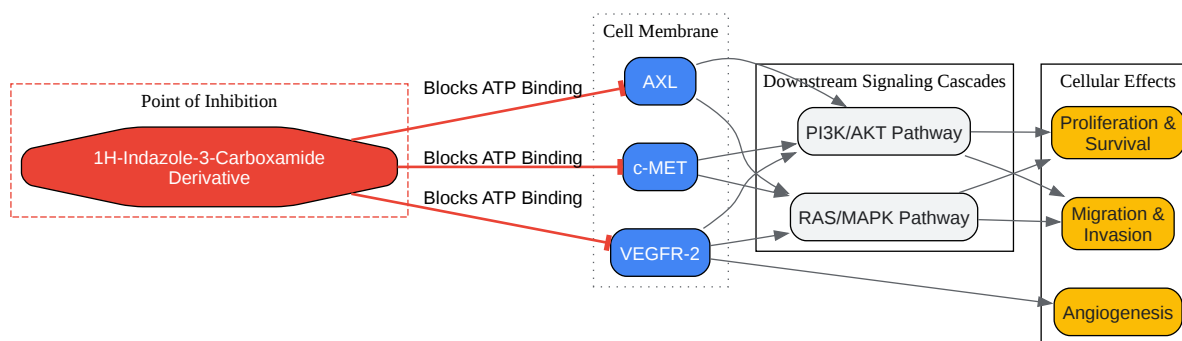 Point of Inhibition
1H-Indazole-3-Carboxamide
Derivative
Blocks ATP Binding
Blocks ATP Binding
Blocks ATP Binding
Cell Membrane
AXL
c-MET
VEGFR-2
Downstream Signaling Cascades
PI3K/AKT Pathway
RAS/MAPK Pathway
Cellular Effects
Proliferation &
Survival
Migration &
Invasion
Angiogenesis